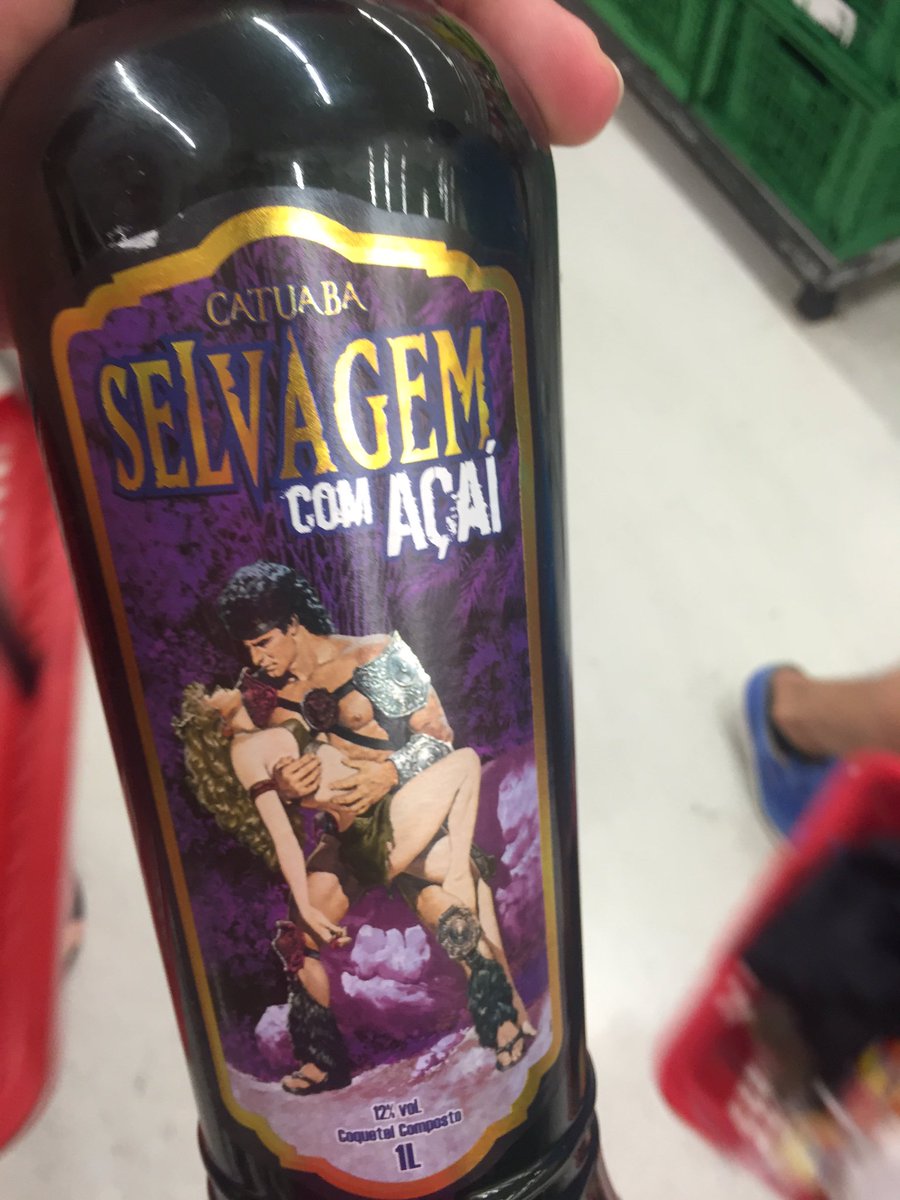 CATUABA
SELVAGEM
COM AÇAÍ
12% vol.
Coquetel Composto
1L